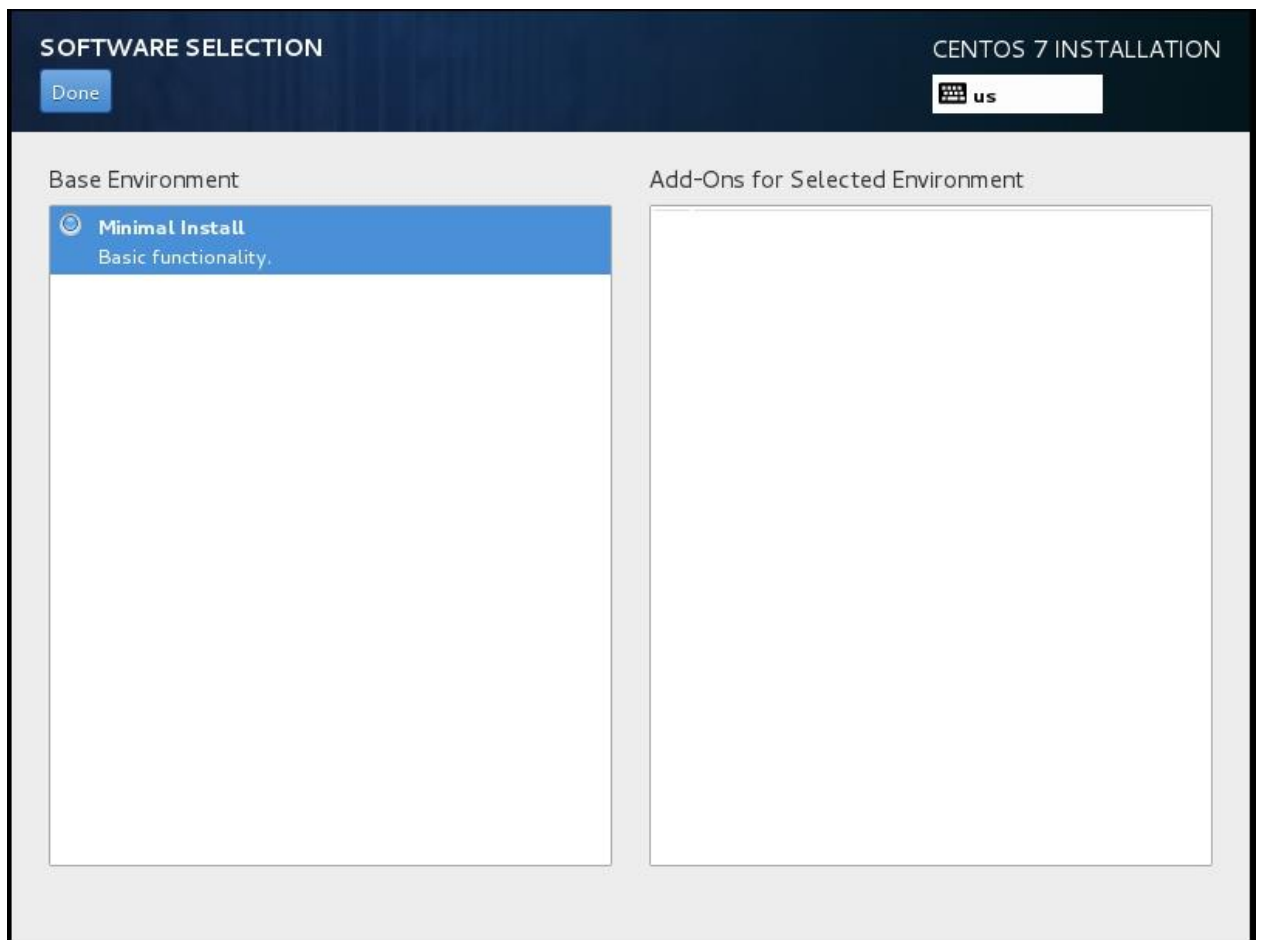 SOFTWARE SELECTION
CENTOS 7 INSTALLATION
Done
us
Base Environment
Add-Ons for Selected Environment
Minimal Install
Basic functionality.